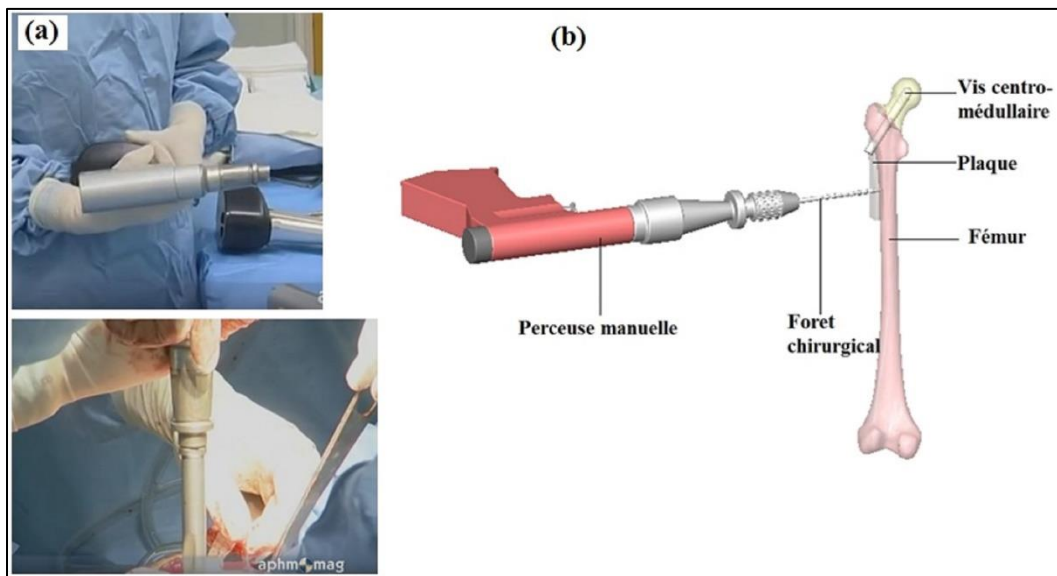 (a)
(b)
Vis centro-
médullaire
Plaque
Fémur
Perceuse manuelle
Foret
chirurgical
aphm mag